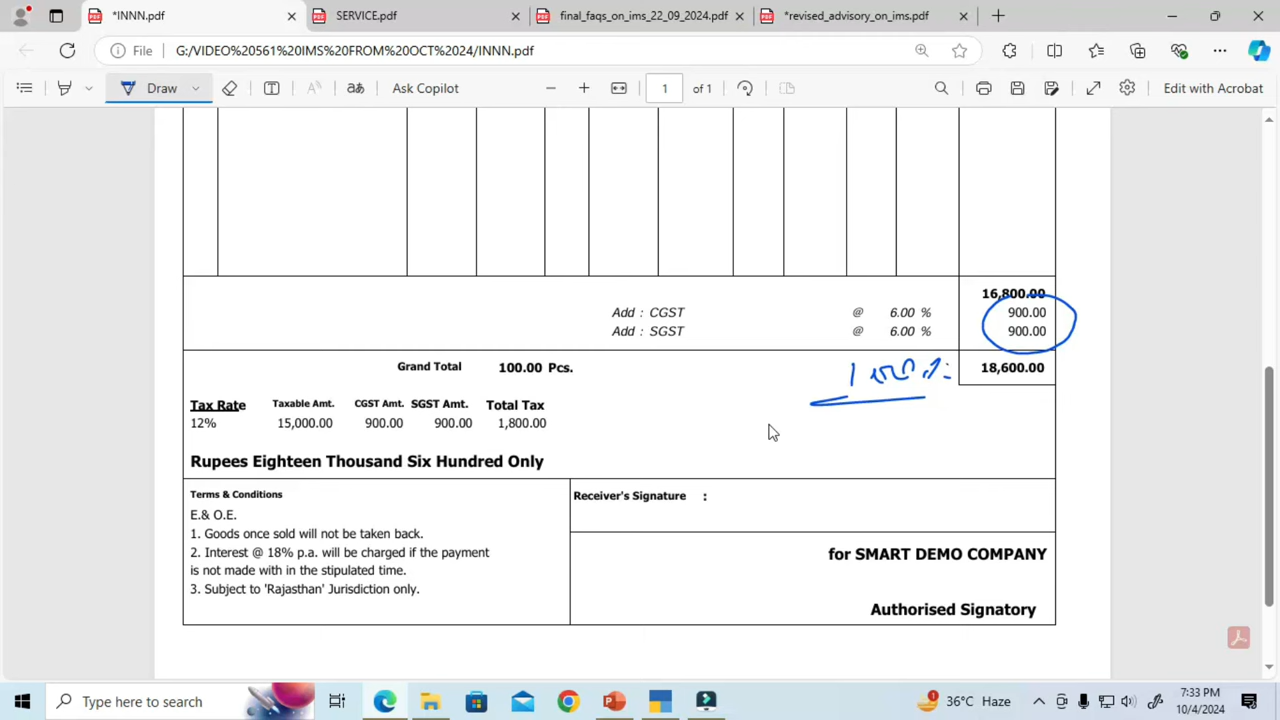 *INNN.pdf
SERVICE.pdf
final_faqs_on_ims_22_09_2024.pdf
*revised_advisory_on_ims.pdf
File
G:/VIDEO%20561%20IMS%20FROM%20OCT%202024/INNN.pdf
Draw
Ask Copilot
1 of 1
Edit with Acrobat
16,800.00
Add : CGST @ 6.00 % 900.00
Add : SGST @ 6.00 % 900.00
Grand Total 100.00 Pcs. 18,600.00
Tax Rate Taxable Amt. CGST Amt. SGST Amt. Total Tax
12% 15,000.00 900.00 900.00 1,800.00
Rupees Eighteen Thousand Six Hundred Only
Terms & Conditions
E.& O.E.
1. Goods once sold will not be taken back.
2. Interest @ 18% p.a. will be charged if the payment
is not made with in the stipulated time.
3. Subject to 'Rajasthan' Jurisdiction only.
Receiver's Signature :
for SMART DEMO COMPANY
Authorised Signatory
Type here to search
36°C Haze
7:33 PM
10/4/2024